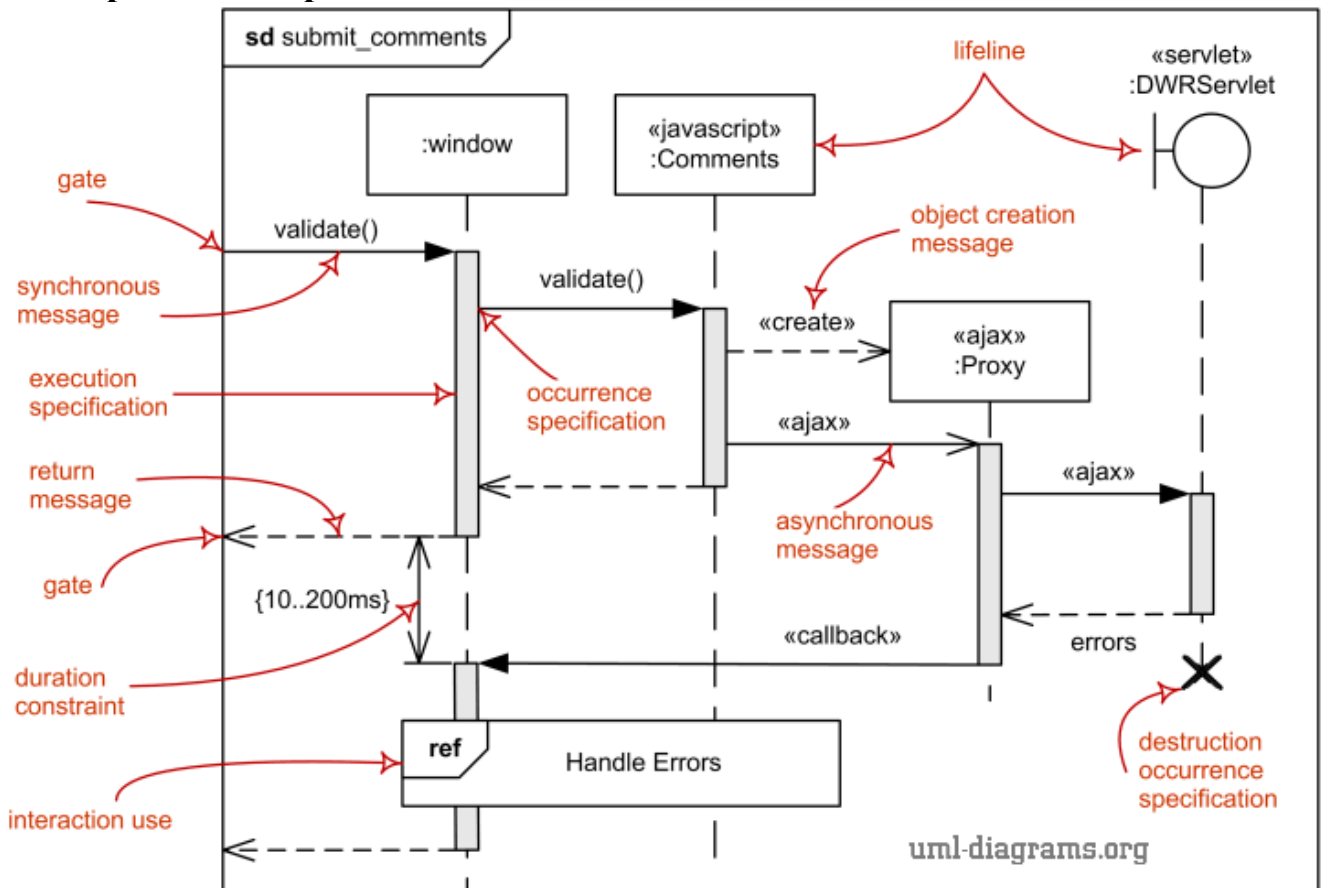 sd submit_comments
lifeline
«servlet»
:DWRServlet
:window
«javascript»
:Comments
gate
validate()
object creation
message
synchronous
message
validate()
«create»
«ajax»
:Proxy
execution
specification
occurrence
specification
«ajax»
return
message
«ajax»
asynchronous
message
gate
{10..200ms}
«callback»
errors
duration
constraint
ref
Handle Errors
destruction
occurrence
specification
interaction use
uml-diagrams.org